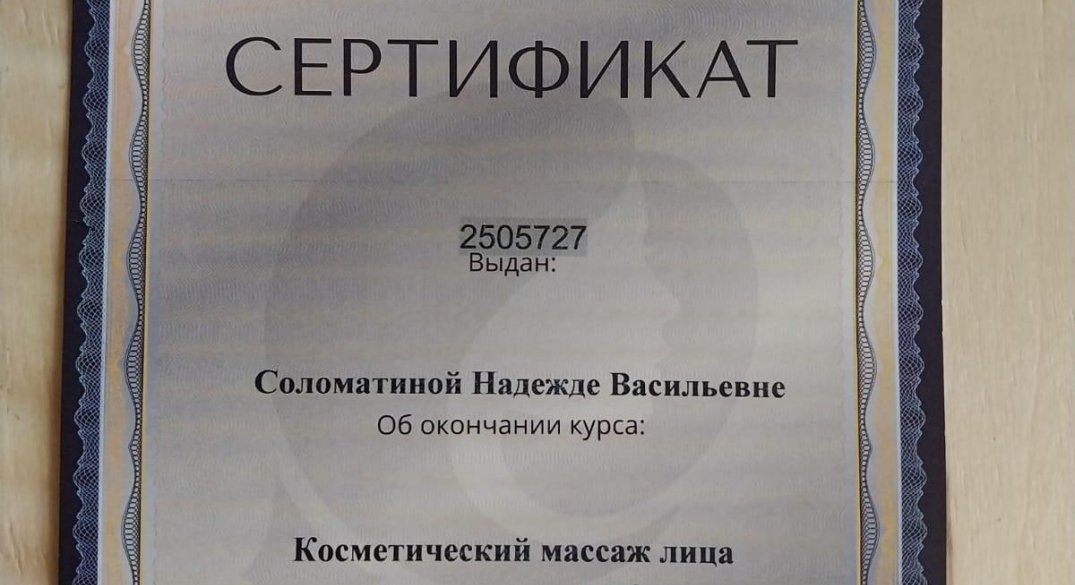 СЕРТИФИКАТ
2505727
Выдан:
Соломатиной Надежде Васильевне
Об окончании курса:
Косметический массаж лица